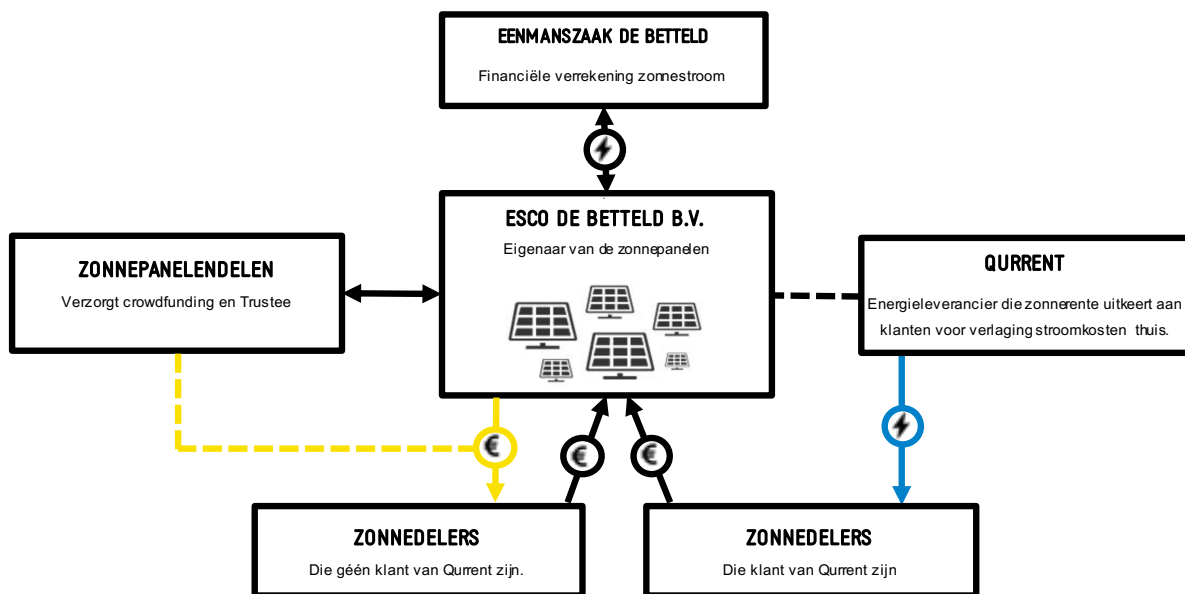 EENMANSZAAK DE BETTELD
Financiële verrekening zonnestroom
ESCO DE BETTELD B.V.
Eigenaar van de zonnepanelen
ZONNEPANELENDELEN
Verzorgt crowdfunding en Trustee
QURRENT
Energieleverancier die zonnerente uitkeert aan
klanten voor verlaging stroomkosten thuis.
€
€
€
ZONNEDELERS
Die géén klant van Qurrent zijn.
ZONNEDELERS
Die klant van Qurrent zijn